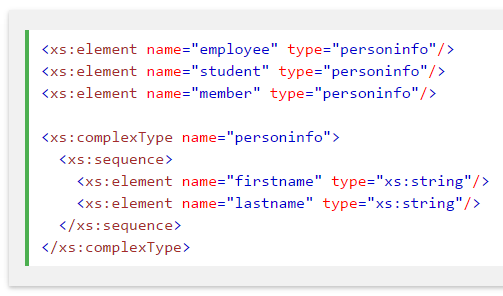 <xs:element name="employee" type="personinfo"/>
<xs:element name="student" type="personinfo"/>
<xs:element name="member" type="personinfo"/>
<xs:complexType name="personinfo">
  <xs:sequence>
    <xs:element name="firstname" type="xs:string"/>
    <xs:element name="lastname" type="xs:string"/>
  </xs:sequence>
</xs:complexType>